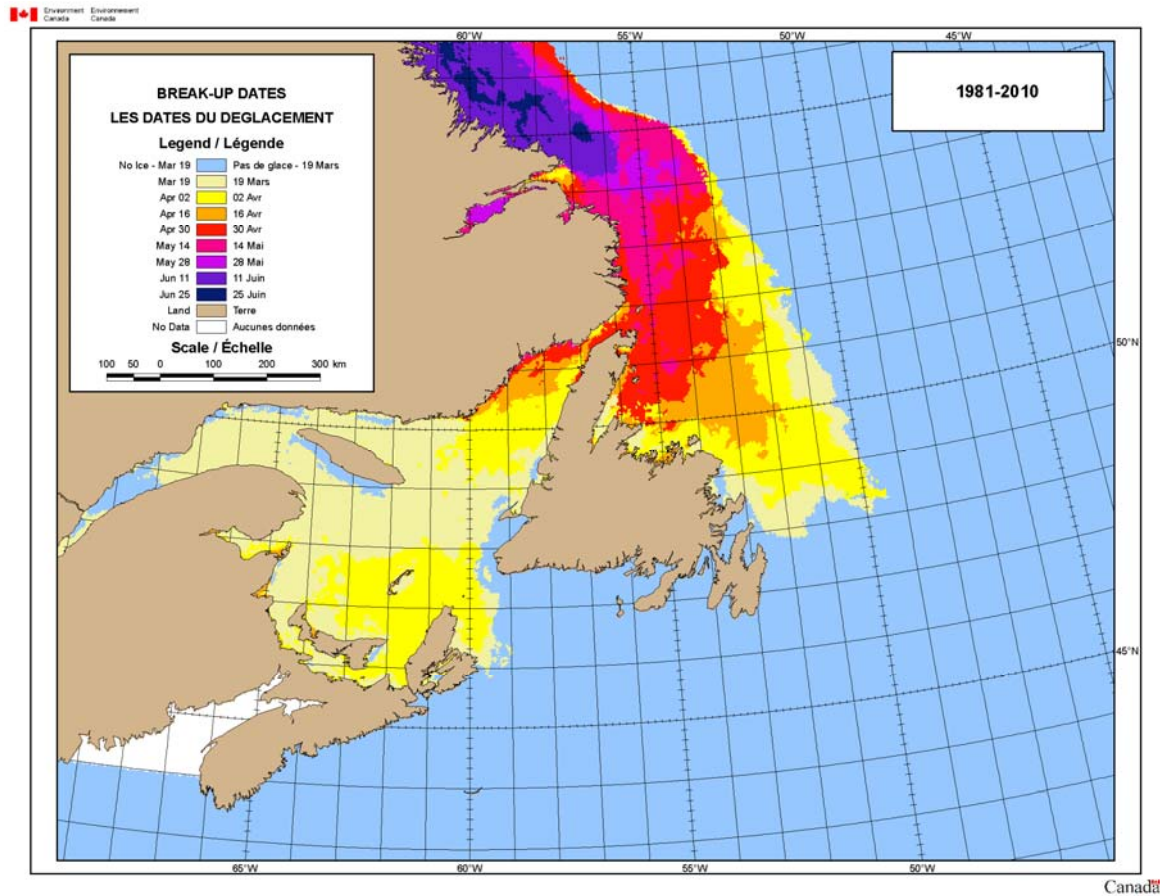 Environment Environnement
Canada Canada
60°W 55°W 50°W 45°W
BREAK-UP DATES
LES DATES DU DEGLACEMENT
Legend / Légende
No Ice - Mar 19 Pas de glace - 19 Mars
Mar 19 19 Mars
Apr 02 02 Avr
Apr 16 16 Avr
Apr 30 30 Avr
May 14 14 Mai
May 28 28 Mai
Jun 11 11 Juin
Jun 25 25 Juin
Land Terre
No Data Aucunes données
Scale / Échelle
100 50 0 100 200 300 km
1981-2010
50°N
45°N
65°W 60°W 55°W 50°W
Canada